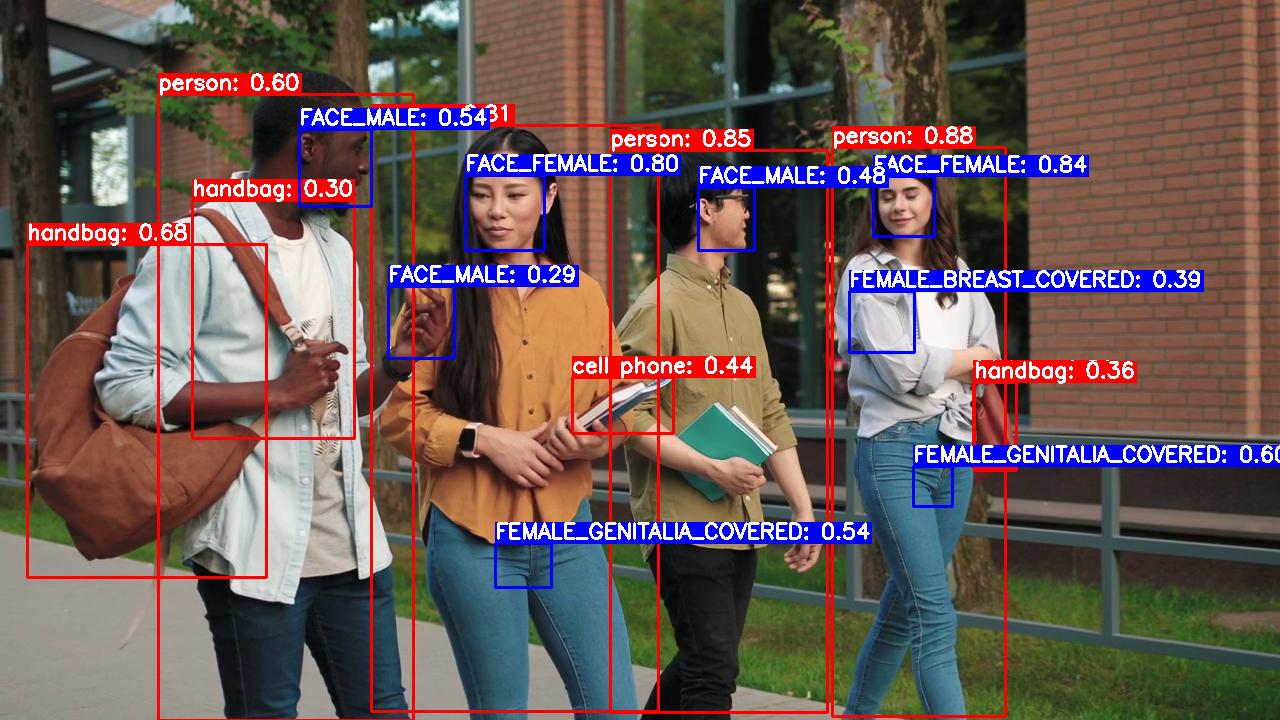 person: 0.60
FACE_MALE: 0.54
31
person: 0.85
person: 0.88
FACE_FEMALE: 0.80
FACE_MALE: 0.48
FACE_FEMALE: 0.84
handbag: 0.30
handbag: 0.68
FACE_MALE: 0.29
FEMALE_BREAST_COVERED: 0.39
cell phone: 0.44
handbag: 0.36
FEMALE_GENITALIA_COVERED: 0.60
FEMALE_GENITALIA_COVERED: 0.54